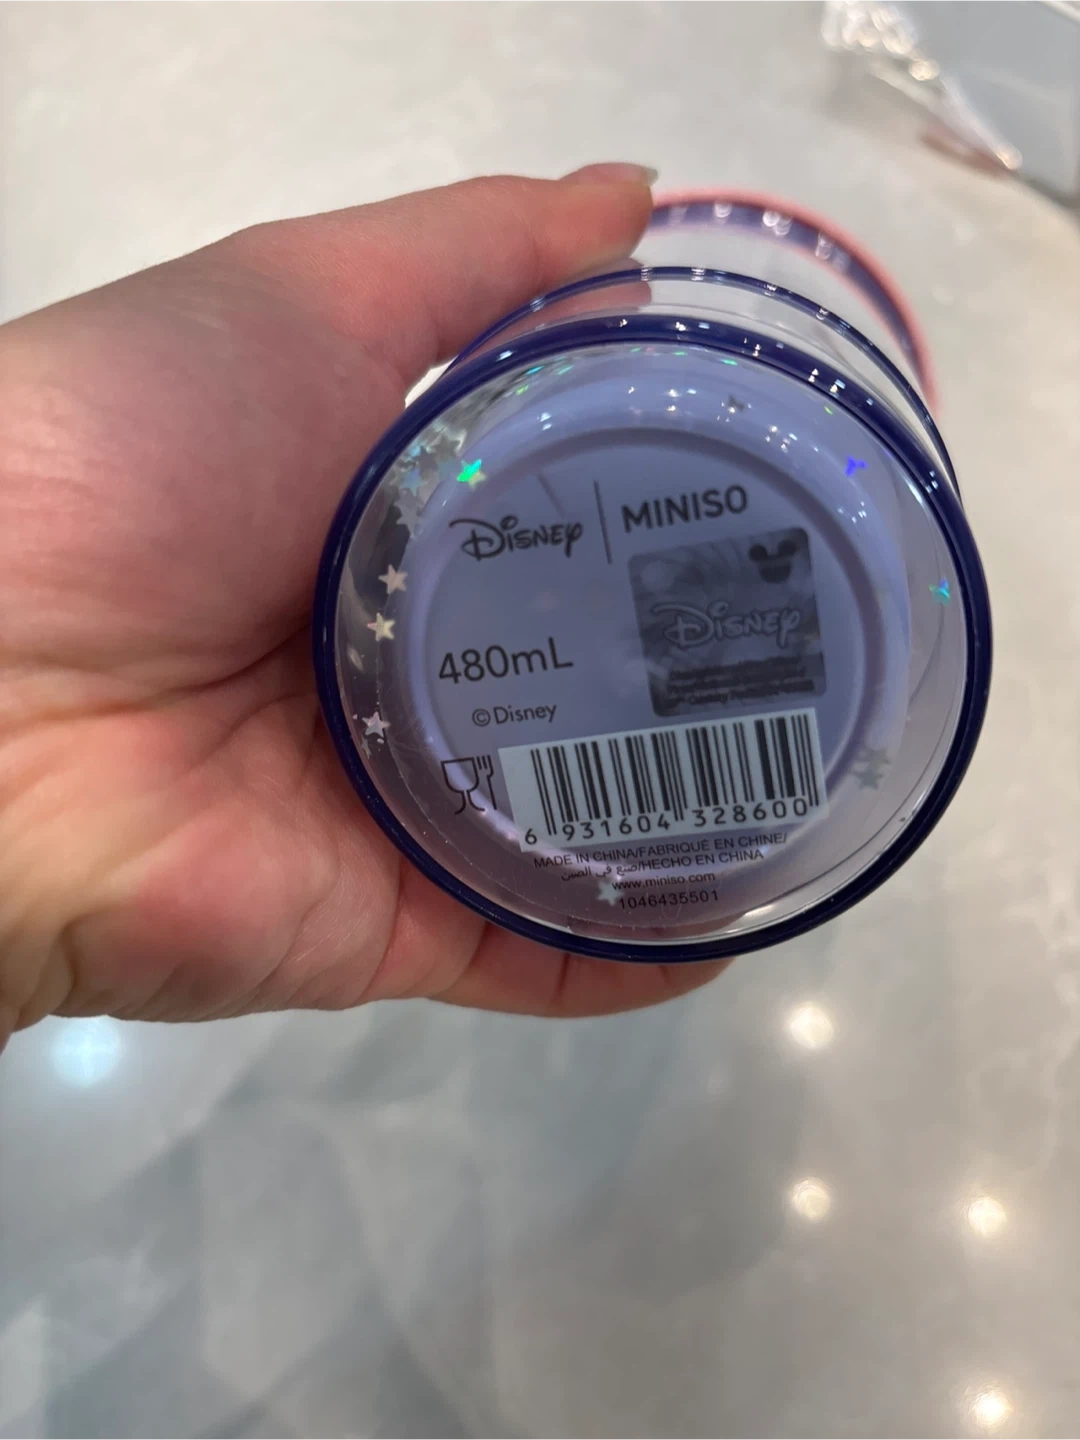 Disney | MINISO
Disney
480mL
©Disney
6 931604 328600
MADE IN CHINA/FABRIQUÉ EN CHINE/
صنع في الصين/HECHO EN CHINA
www.miniso.com
1046435501